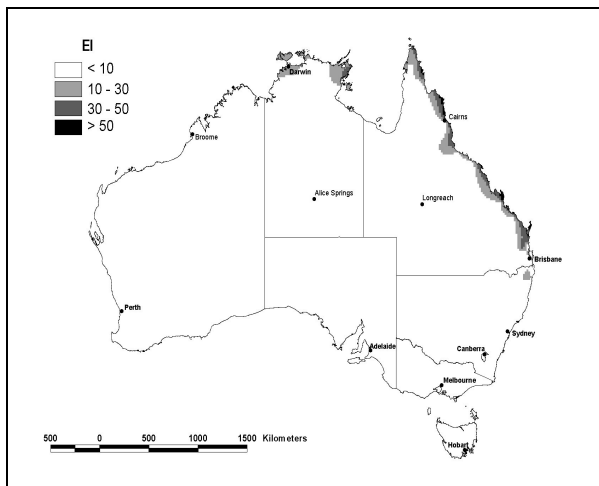 EI
< 10
10 - 30
30 - 50
> 50
Darwin
Cairns
Broome
Alice Springs
Longreach
Brisbane
Perth
Sydney
Canberra
Adelaide
Melbourne
Hobart
500 0 500 1000 1500 Kilometers